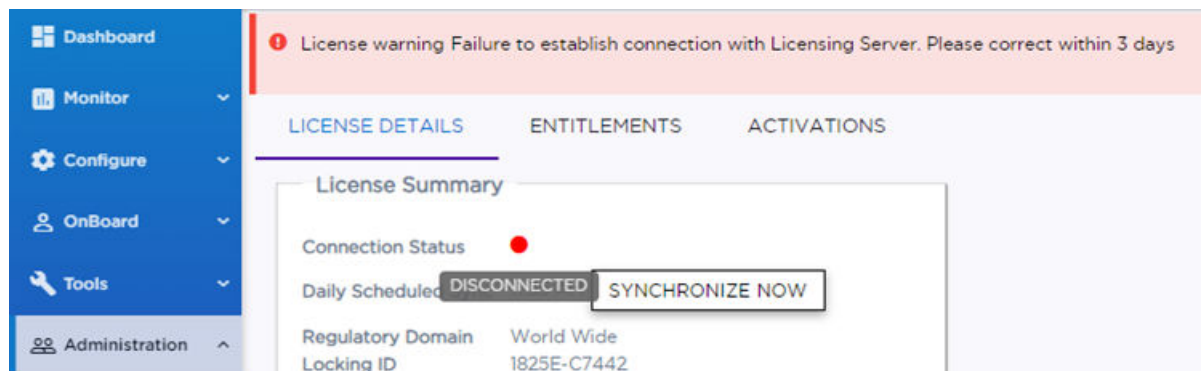 Dashboard
License warning Failure to establish connection with Licensing Server. Please correct within 3 days
Monitor
LICENSE DETAILS ENTITLEMENTS ACTIVATIONS
Configure
License Summary
OnBoard
Connection Status
Tools
Daily Scheduled DISCONNECTED SYNCHRONIZE NOW
Administration
Regulatory Domain World Wide
Locking ID 1825E-C7442